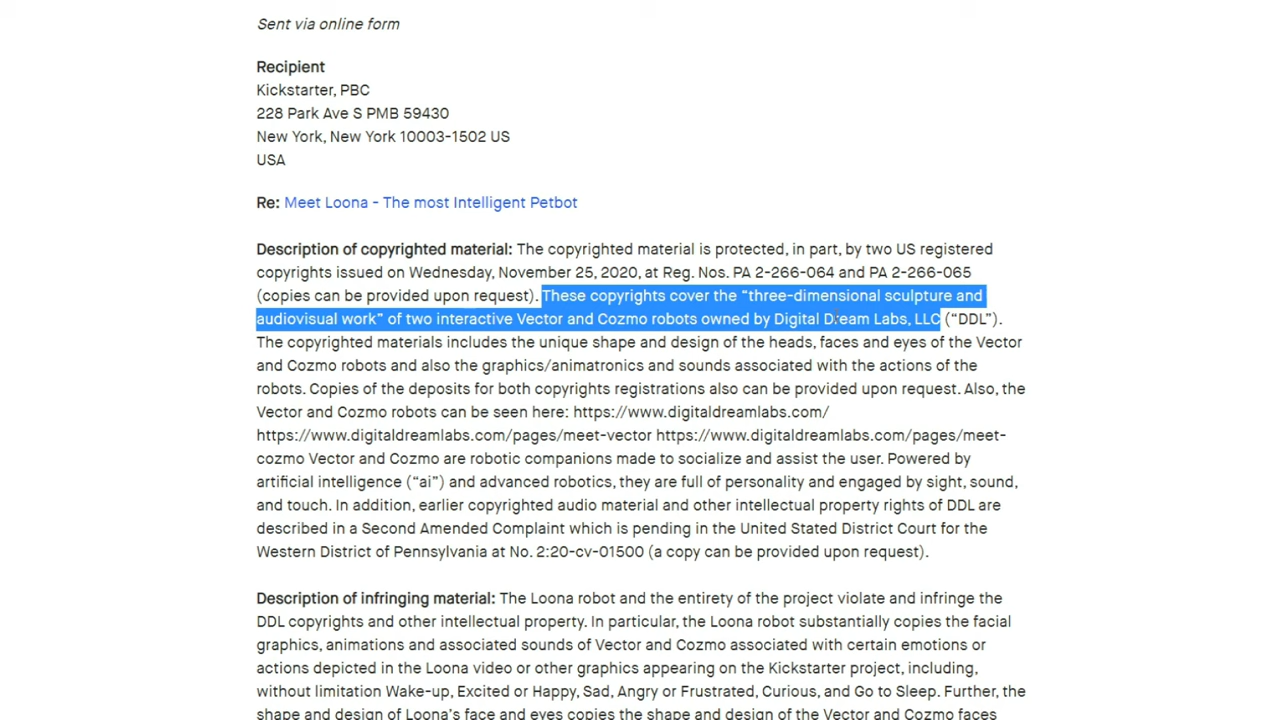 Sent via online form
Recipient
Kickstarter, PBC
228 Park Ave S PMB 59430
New York, New York 10003-1502 US
USA
Re: Meet Loona - The most Intelligent Petbot
Description of copyrighted material: The copyrighted material is protected, in part, by two US registered
copyrights issued on Wednesday, November 25, 2020, at Reg. Nos. PA 2-266-064 and PA 2-266-065
(copies can be provided upon request). These copyrights cover the “three-dimensional sculpture and
audiovisual work” of two interactive Vector and Cozmo robots owned by Digital Dream Labs, LLC (“DDL”).
The copyrighted materials includes the unique shape and design of the heads, faces and eyes of the Vector
and Cozmo robots and also the graphics/animatronics and sounds associated with the actions of the
robots. Copies of the deposits for both copyrights registrations also can be provided upon request. Also, the
Vector and Cozmo robots can be seen here: https://www.digitaldreamlabs.com/
https://www.digitaldreamlabs.com/pages/meet-vector https://www.digitaldreamlabs.com/pages/meet-
cozmo Vector and Cozmo are robotic companions made to socialize and assist the user. Powered by
artificial intelligence (“ai”) and advanced robotics, they are full of personality and engaged by sight, sound,
and touch. In addition, earlier copyrighted audio material and other intellectual property rights of DDL are
described in a Second Amended Complaint which is pending in the United Stated District Court for the
Western District of Pennsylvania at No. 2:20-cv-01500 (a copy can be provided upon request).
Description of infringing material: The Loona robot and the entirety of the project violate and infringe the
DDL copyrights and other intellectual property. In particular, the Loona robot substantially copies the facial
graphics, animations and associated sounds of Vector and Cozmo associated with certain emotions or
actions depicted in the Loona video or other graphics appearing on the Kickstarter project, including,
without limitation Wake-up, Excited or Happy, Sad, Angry or Frustrated, Curious, and Go to Sleep. Further, the
shape and design of Loona's face and eyes copies the shape and design of the Vector and Cozmo faces